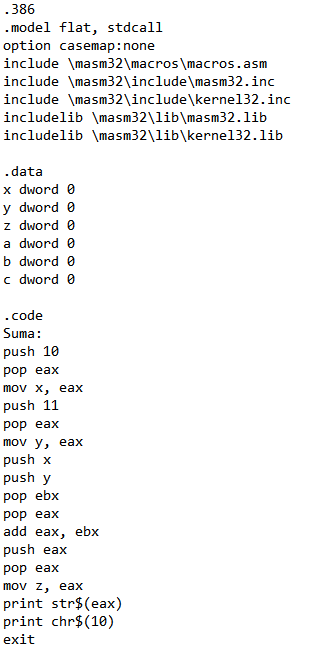 .386
.model flat, stdcall
option casemap:none
include \masm32\macros\macros.asm
include \masm32\include\masm32.inc
include \masm32\include\kernel32.inc
includelib \masm32\lib\masm32.lib
includelib \masm32\lib\kernel32.lib

.data
x dword 0
y dword 0
z dword 0
a dword 0
b dword 0
c dword 0

.code
Suma:
push 10
pop eax
mov x, eax
push 11
pop eax
mov y, eax
push x
push y
pop ebx
pop eax
add eax, ebx
push eax
pop eax
mov z, eax
print str$(eax)
print chr$(10)
exit